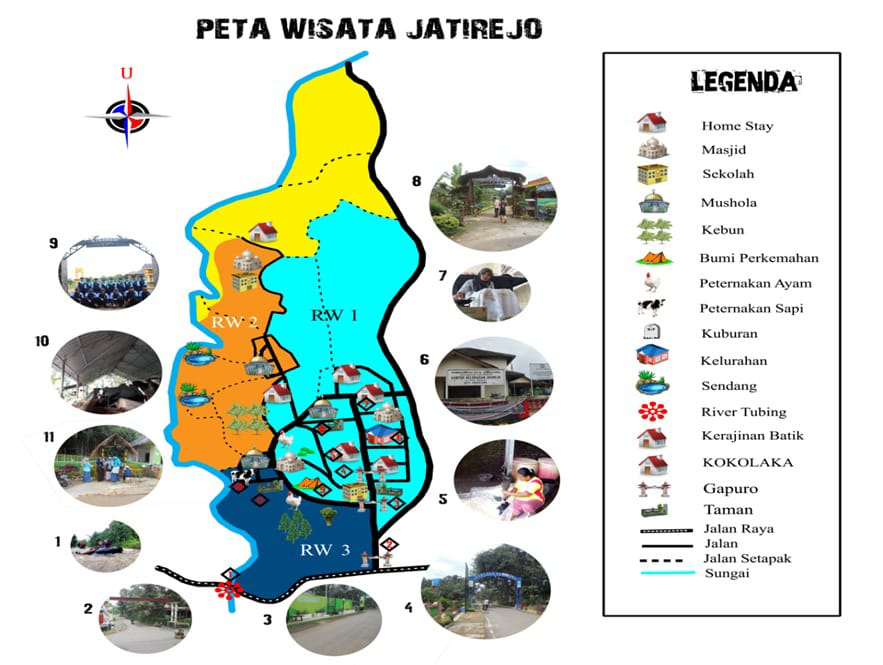 PETA WISATA JATIREJO
U
LEGENDA
Home Stay
Masjid
Sekolah
Mushola
Kebun
Bumi Perkemahan
Peternakan Ayam
Peternakan Sapi
Kuburan
Kelurahan
Sendang
River Tubing
Kerajinan Batik
KOKOLAKA
Gapuro
Taman
Jalan Raya
Jalan
Jalan Setapak
Sungai
8
9
7
RW 2
RW 1
10
6
11
5
RW 3
1
2
1
2
3
4